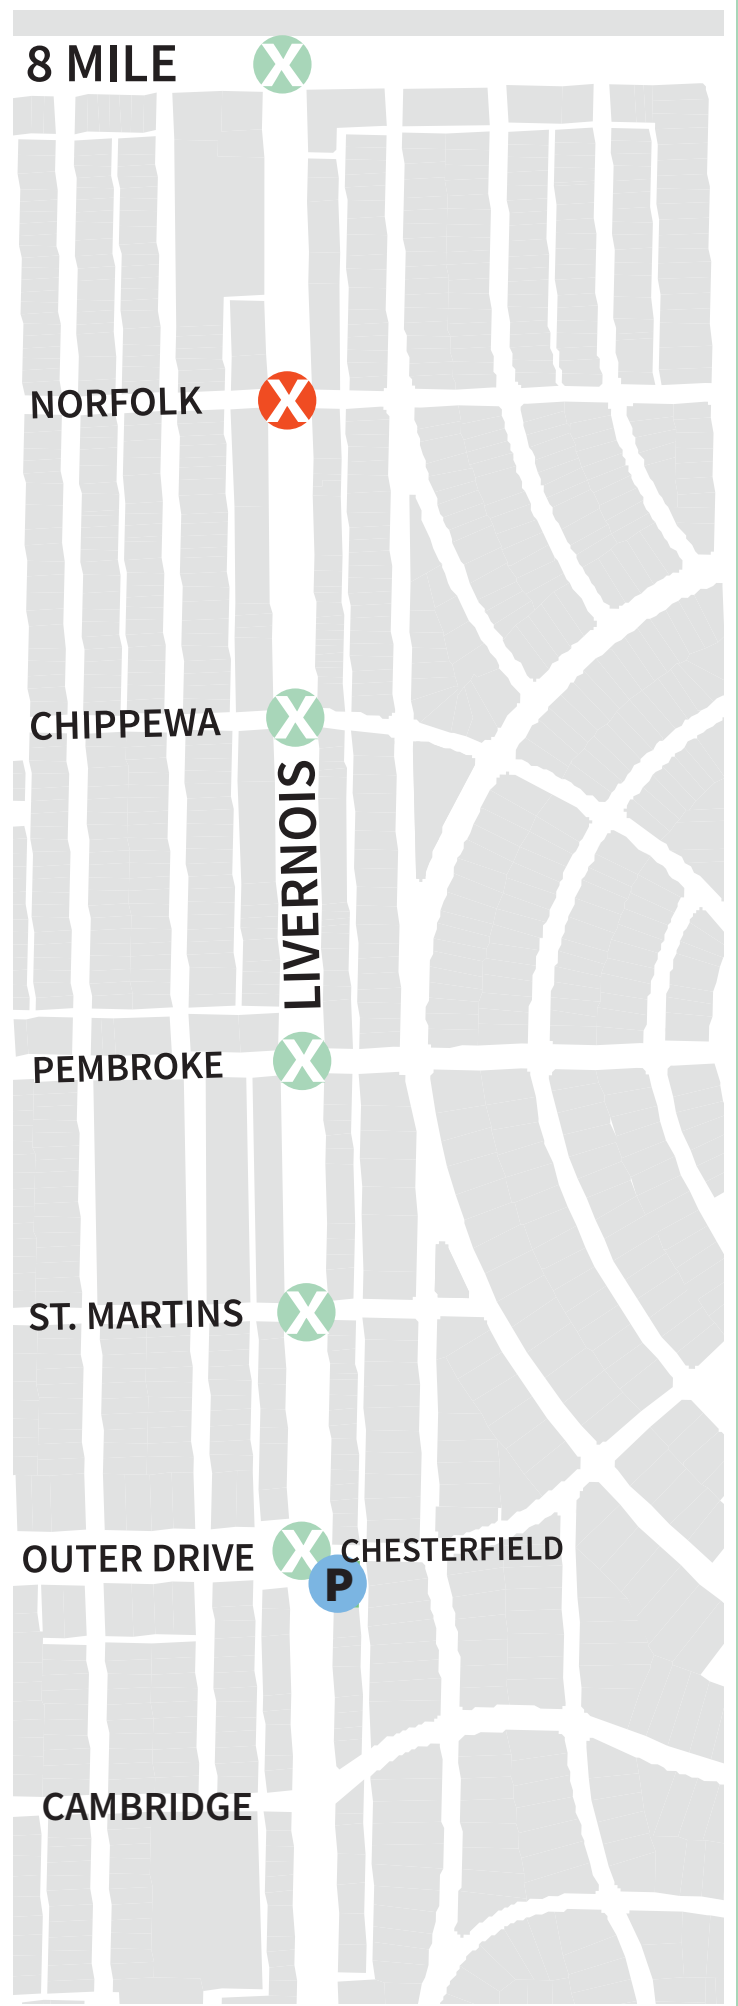 8 MILE
X
NORFOLK
X
CHIPPEWA
X
LIVERNOIS
PEMBROKE
X
ST. MARTINS
X
OUTER DRIVE
X
CHESTERFIELD
P
CAMBRIDGE